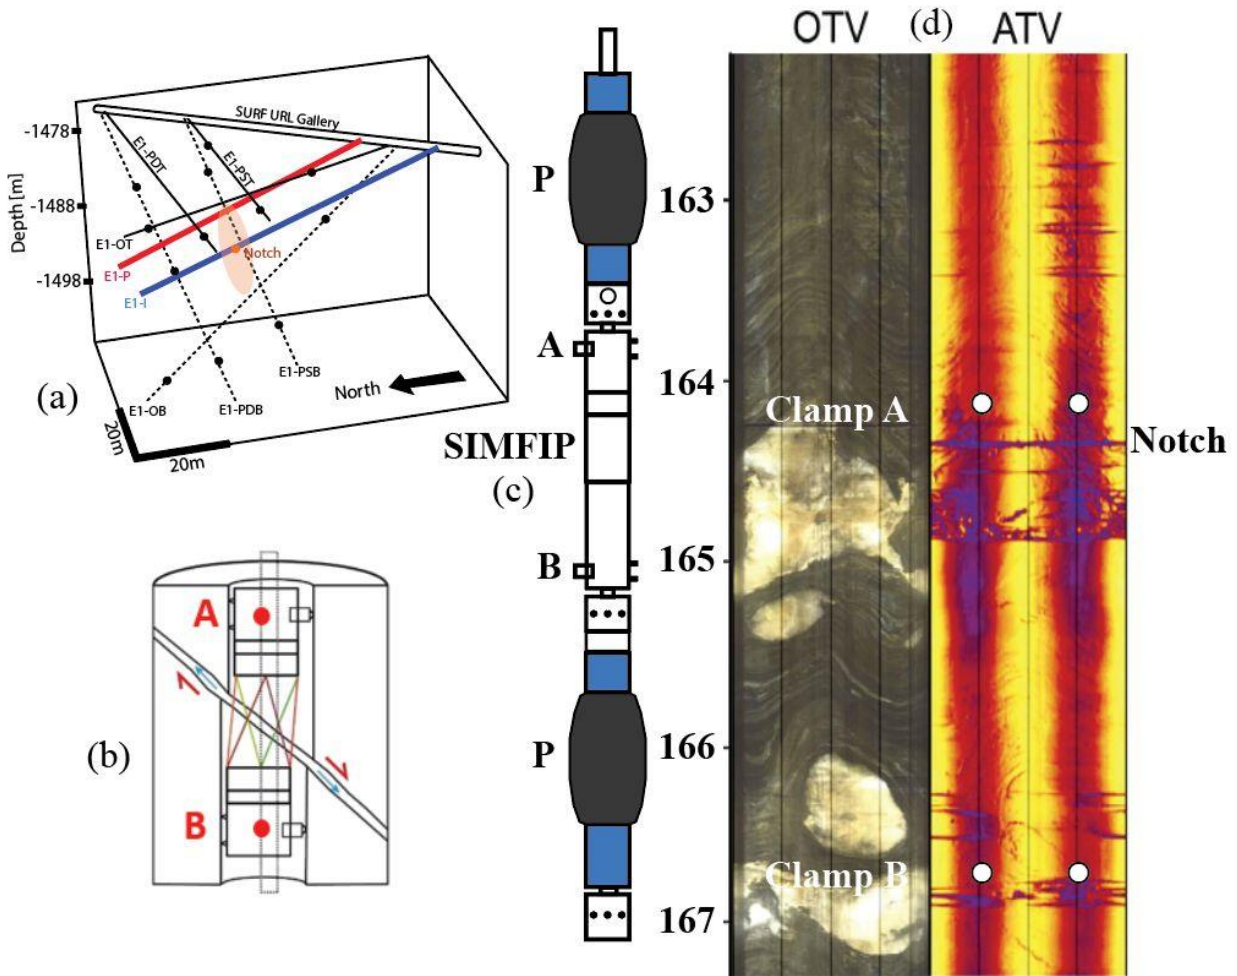 OTV
(d)
ATV
SURF URL Gallery
-1478
-1488
-1498
Depth [m]
E1-PDT
E1-PST
E1-OT
E1-P
E1-I
Notch
E1-PSB
E1-OB
E1-PDB
North
20m
20m
(a)
P
A
SIMFIP
(c)
B
P
163
164
165
166
167
Clamp A
Notch
Clamp B
A
(b)
B